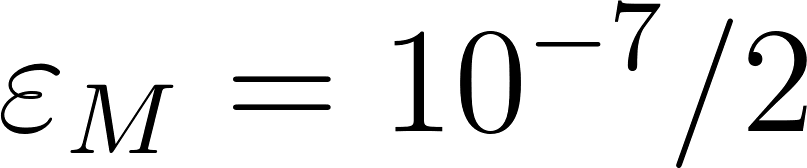 ε_M = 10^{-7}/2